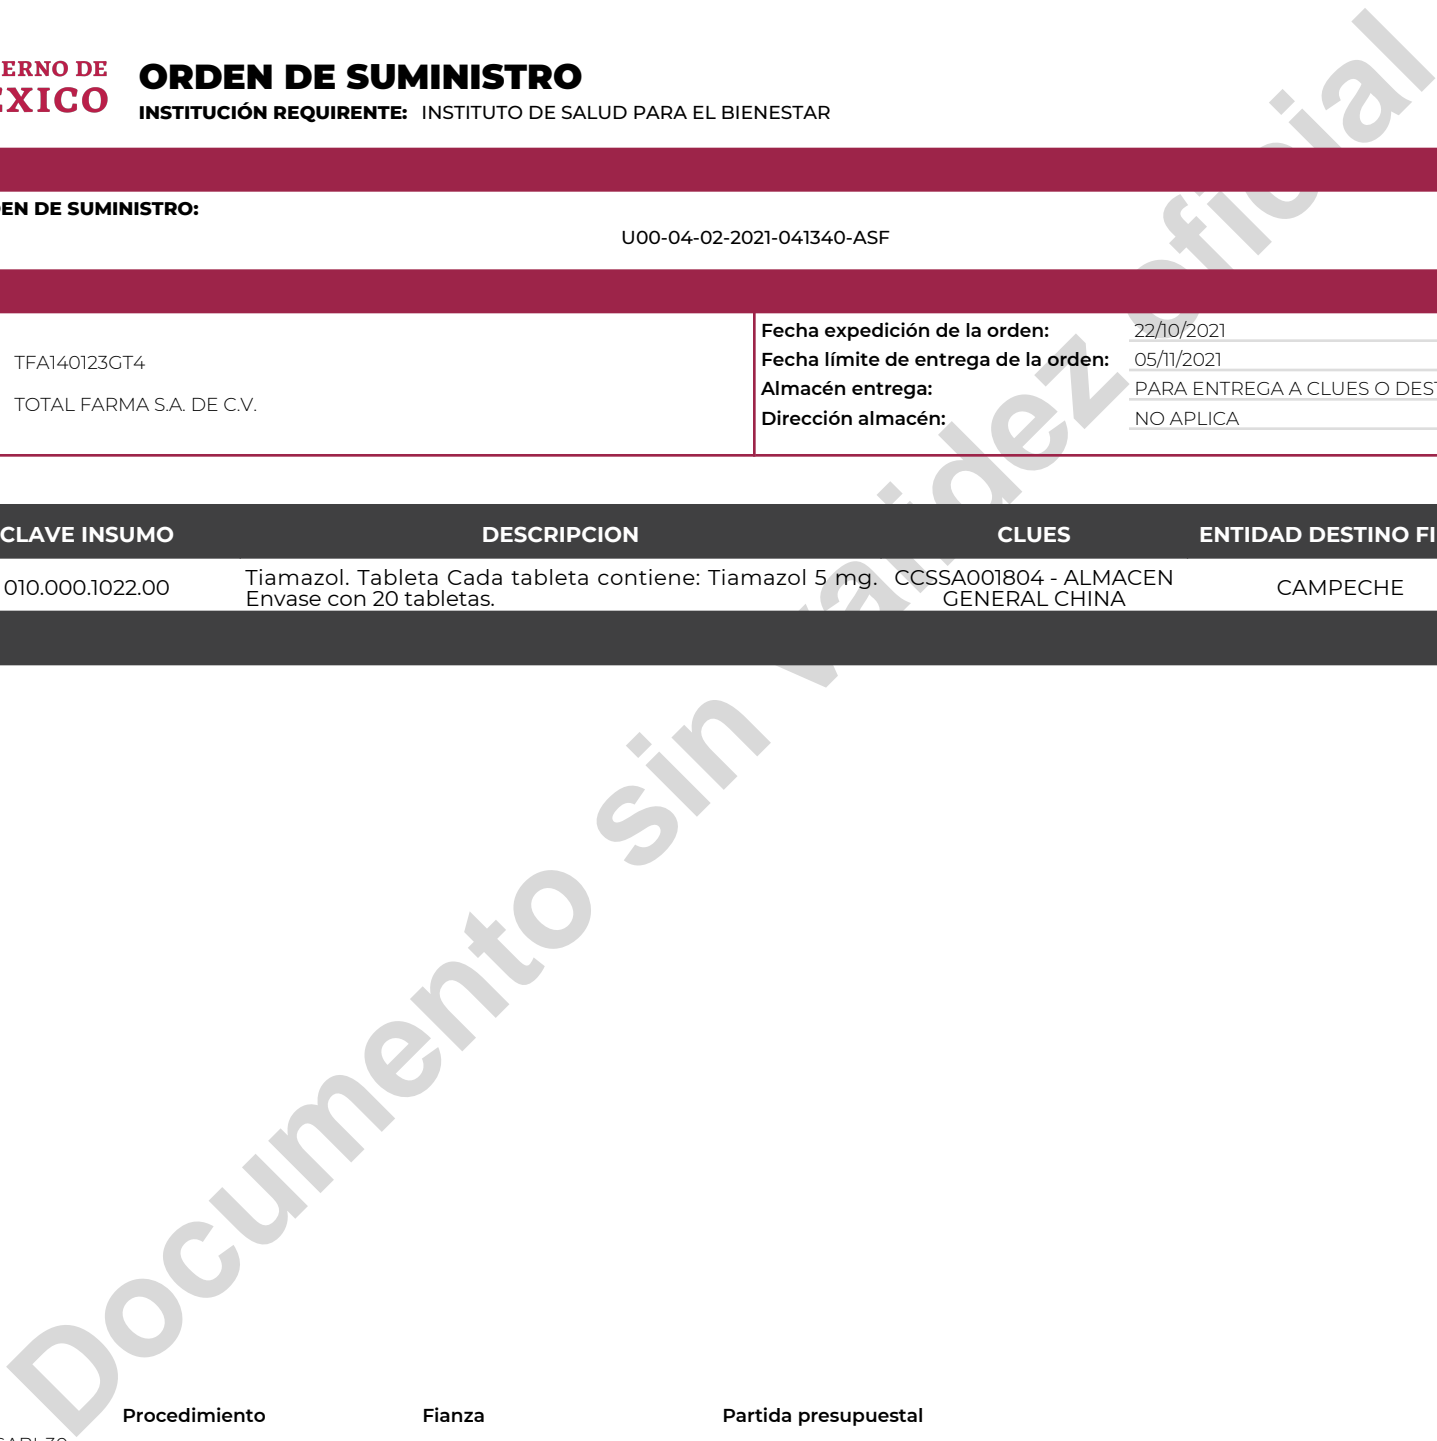 ERNO DE
EXICO
ORDEN DE SUMINISTRO
INSTITUCIÓN REQUIRENTE: INSTITUTO DE SALUD PARA EL BIENESTAR
EN DE SUMINISTRO:
U00-04-02-2021-041340-ASF
TFA140123GT4
TOTAL FARMA S.A. DE C.V.
Fecha expedición de la orden: 22/10/2021
Fecha límite de entrega de la orden: 05/11/2021
Almacén entrega: PARA ENTREGA A CLUES O DEST
Dirección almacén: NO APLICA
CLAVE INSUMO DESCRIPCION CLUES ENTIDAD DESTINO FI
010.000.1022.00 Tiamazol. Tableta Cada tableta contiene: Tiamazol 5 mg. CCSSA001804 - ALMACEN CAMPECHE
Envase con 20 tabletas. GENERAL CHINA
Documento sin validez oficial
Procedimiento Fianza Partida presupuestal